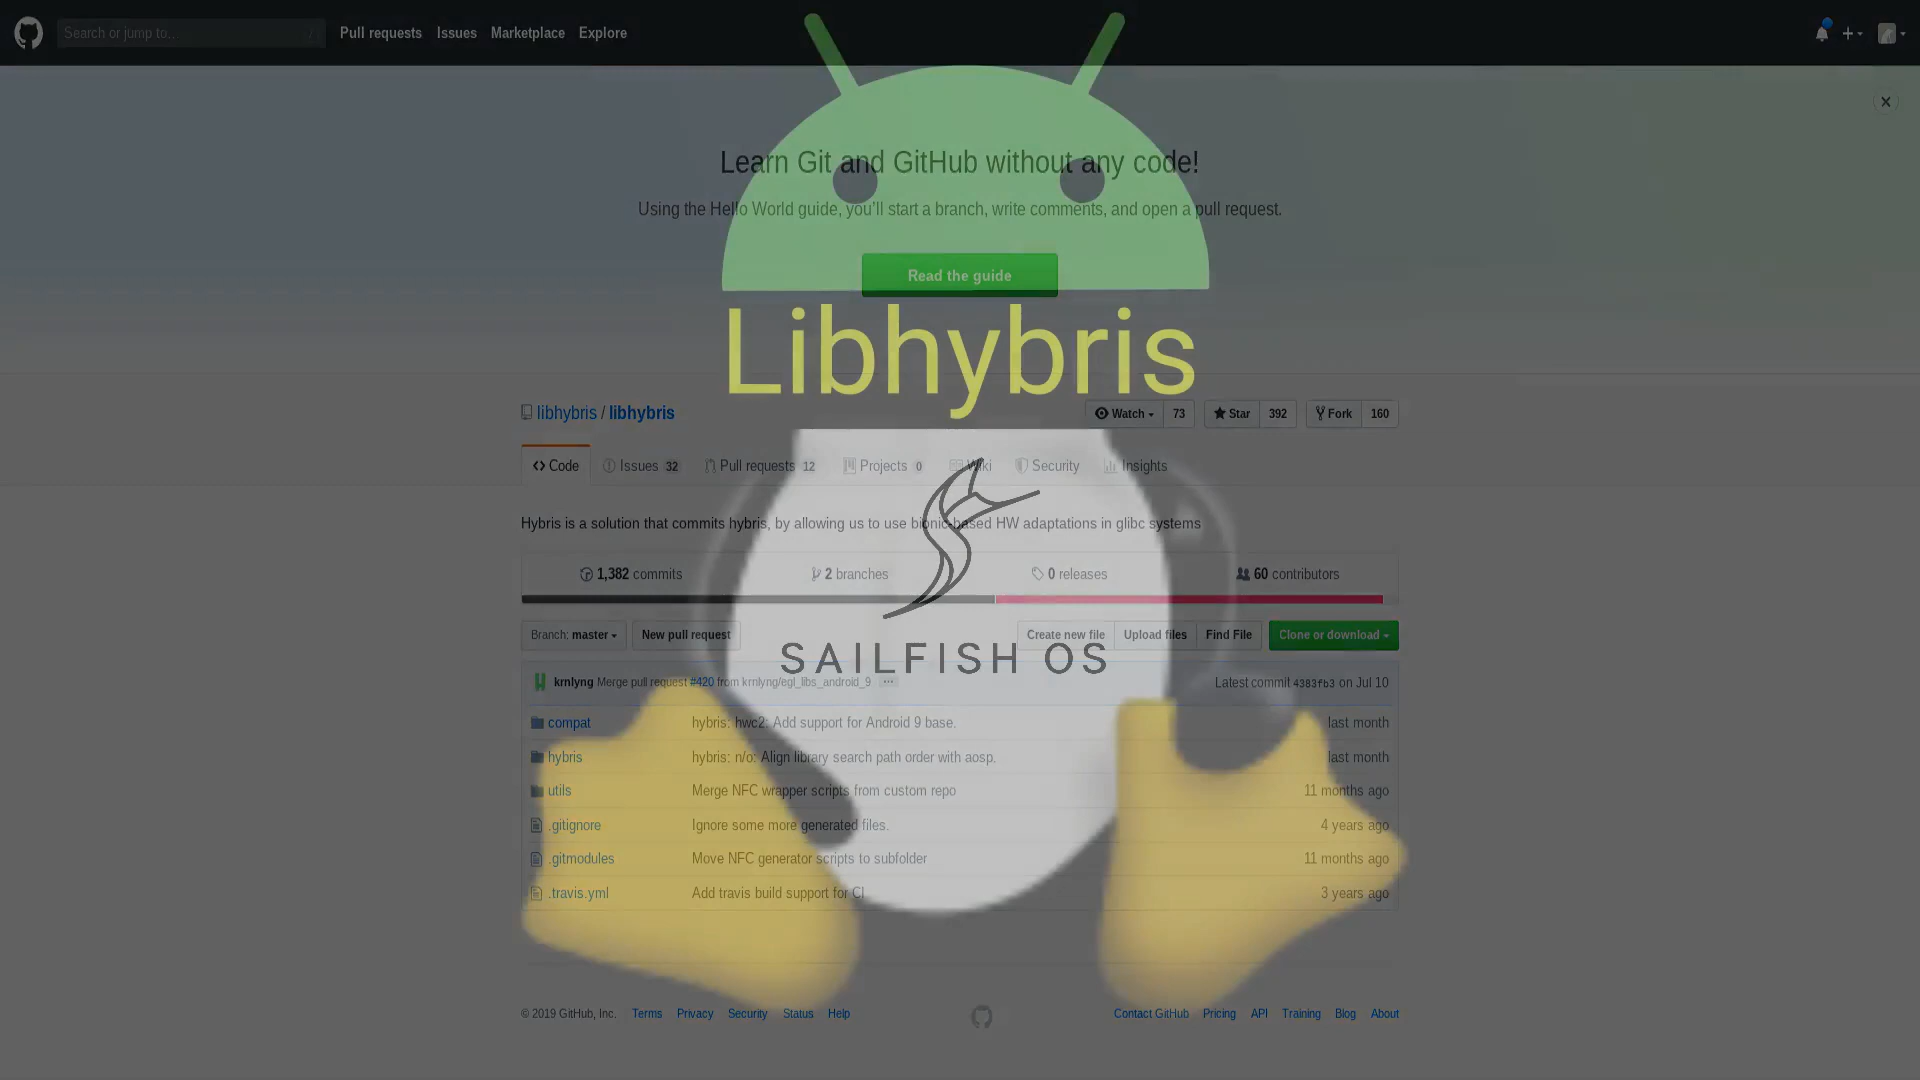 Search or jump to... /
Pull requests Issues Marketplace Explore
Learn Git and GitHub without any code!
Using the Hello World guide, you'll start a branch, write comments, and open a pull request.
Read the guide
Libhybris
libhybris / libhybris
Watch 73 Star 392 Fork 160
Code Issues 32 Pull requests 12 Projects 0 Wiki Security Insights
Hybris is a solution that commits hybris, by allowing us to use bionic-based HW adaptations in glibc systems
1,382 commits 2 branches 0 releases 60 contributors
Branch: master New pull request Create new file Upload files Find File Clone or download
SAILFISH OS
krnlyng Merge pull request #420 from krnlyng/egl_libs_android_9 ... Latest commit 4383fb3 on Jul 10
compat hybris: hwc2: Add support for Android 9 base. last month
hybris hybris: n/o: Align library search path order with aosp. last month
utils Merge NFC wrapper scripts from custom repo 11 months ago
.gitignore Ignore some more generated files. 4 years ago
.gitmodules Move NFC generator scripts to subfolder 11 months ago
.travis.yml Add travis build support for CI 3 years ago
© 2019 GitHub, Inc. Terms Privacy Security Status Help Contact GitHub Pricing API Training Blog About